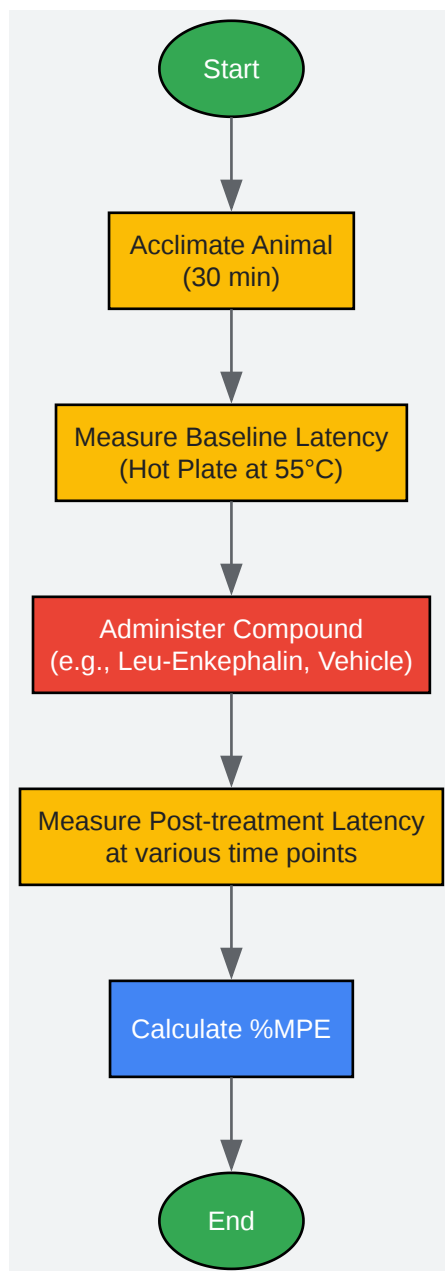 Start
Acclimate Animal
(30 min)
Measure Baseline Latency
(Hot Plate at 55°C)
Administer Compound
(e.g., Leu-Enkephalin, Vehicle)
Measure Post-treatment Latency
at various time points
Calculate %MPE
End